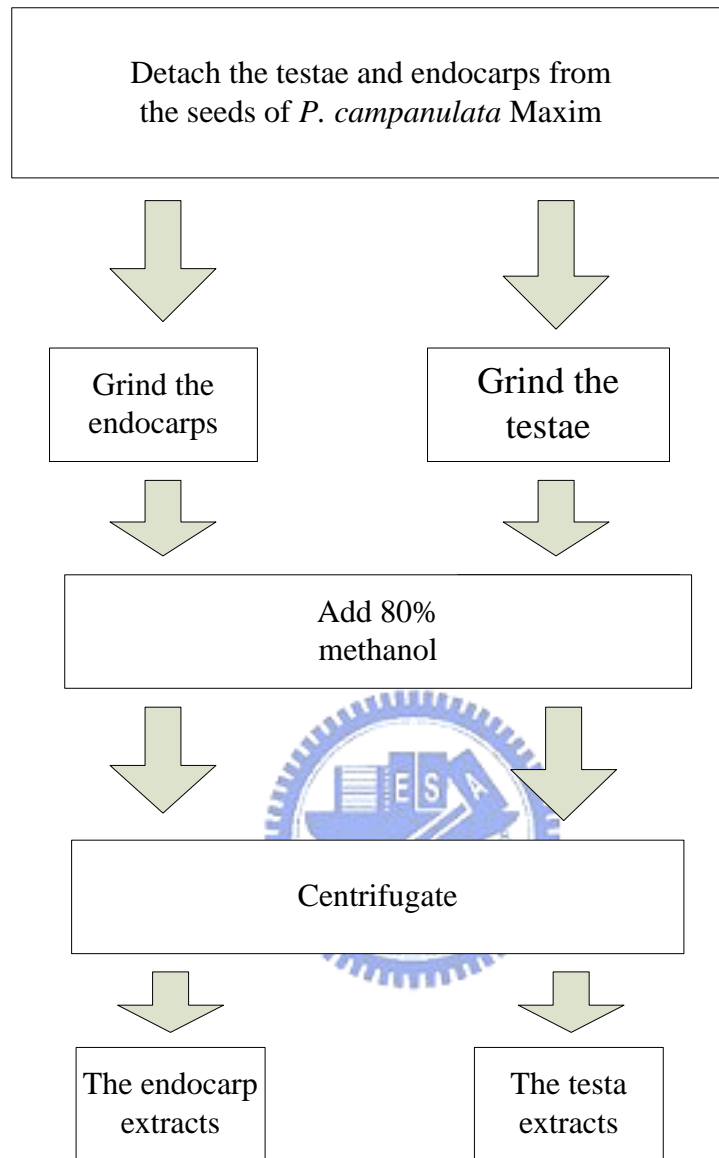 Detach the testae and endocarps from
the seeds of P. campanulata Maxim
Grind the
endocarps
Grind the
testae
Add 80%
methanol
E S A
Centrifugate
The endocarp
extracts
The testa
extracts